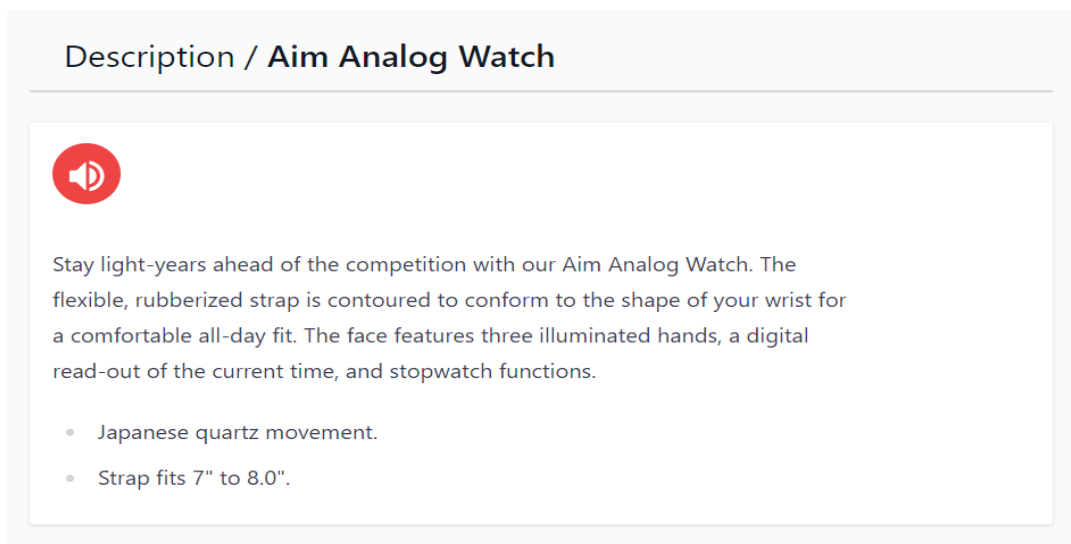 Description / Aim Analog Watch
Stay light-years ahead of the competition with our Aim Analog Watch. The
flexible, rubberized strap is contoured to conform to the shape of your wrist for
a comfortable all-day fit. The face features three illuminated hands, a digital
read-out of the current time, and stopwatch functions.
Japanese quartz movement.
Strap fits 7" to 8.0".